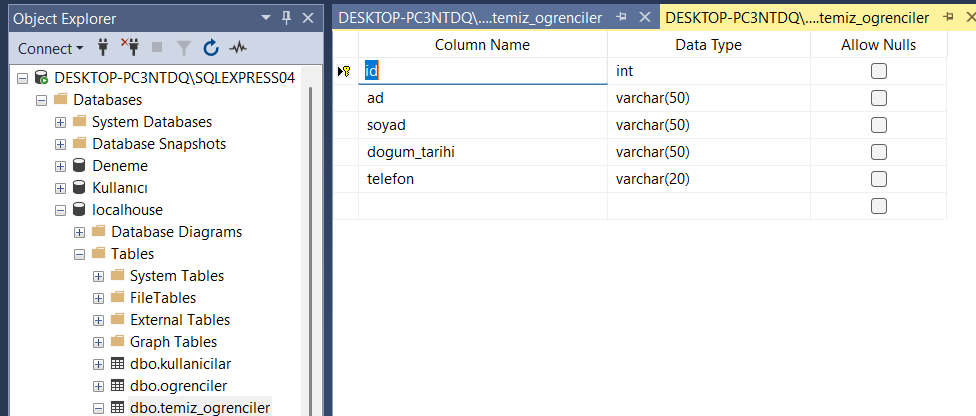 Object Explorer
Connect
DESKTOP-PC3NTDQ\SQLEXPRESS04
Databases
System Databases
Database Snapshots
Deneme
Kullanıcı
localhouse
Database Diagrams
Tables
System Tables
FileTables
External Tables
Graph Tables
dbo.kullanicilar
dbo.ogrenciler
dbo.temiz_ogrenciler
DESKTOP-PC3NTDQ\....temiz_ogrenciler DESKTOP-PC3NTDQ\....temiz_ogrenciler
Column Name Data Type Allow Nulls
id int
ad varchar(50)
soyad varchar(50)
dogum_tarihi varchar(50)
telefon varchar(20)